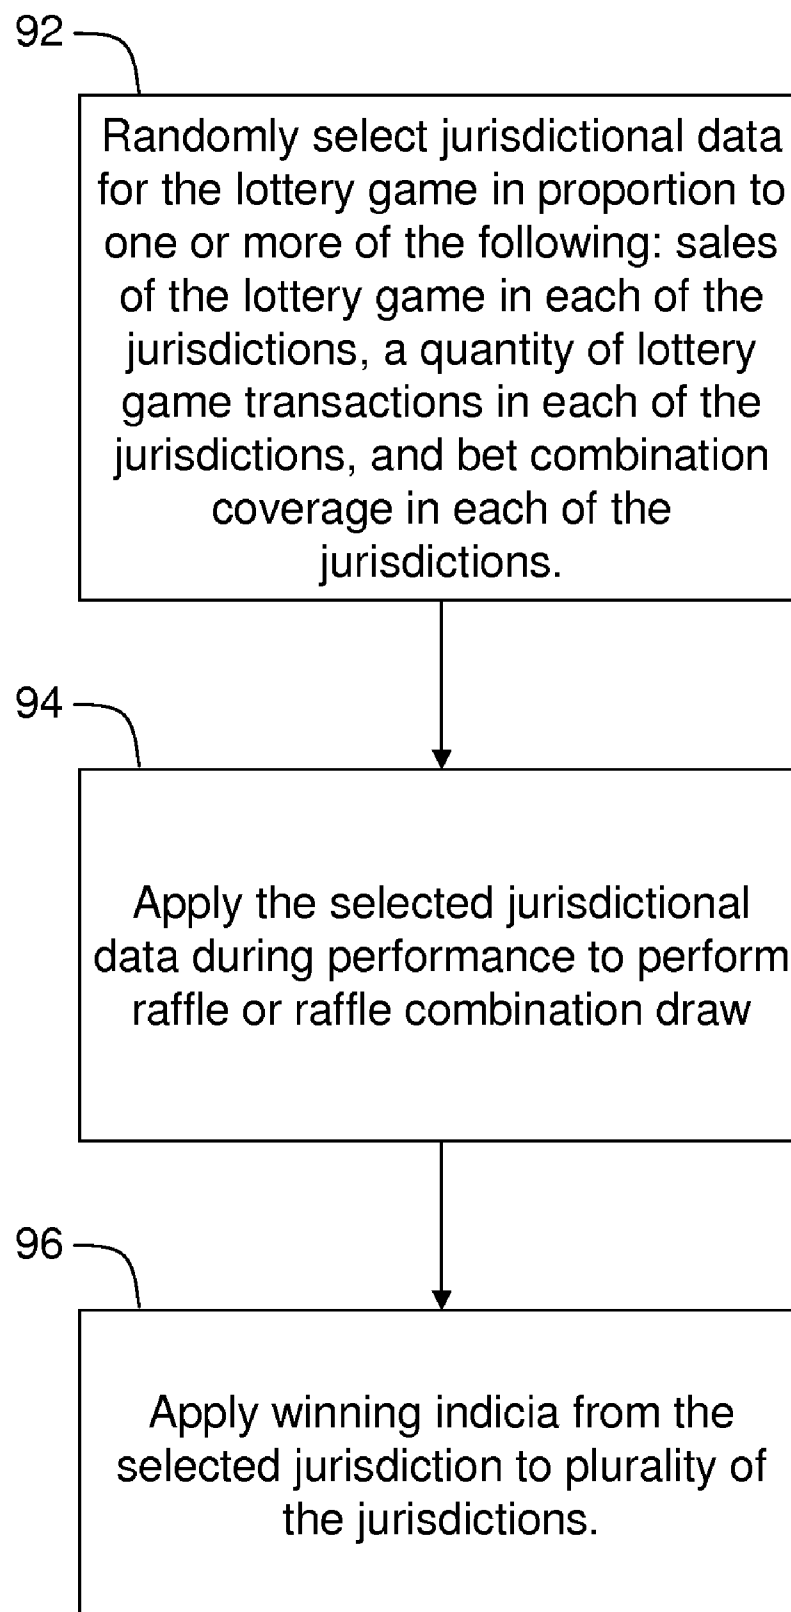 92
Randomly select jurisdictional data
for the lottery game in proportion to
one or more of the following: sales
of the lottery game in each of the
jurisdictions, a quantity of lottery
game transactions in each of the
jurisdictions, and bet combination
coverage in each of the
jurisdictions.
94
Apply the selected jurisdictional
data during performance to perform
raffle or raffle combination draw
96
Apply winning indicia from the
selected jurisdiction to plurality of
the jurisdictions.